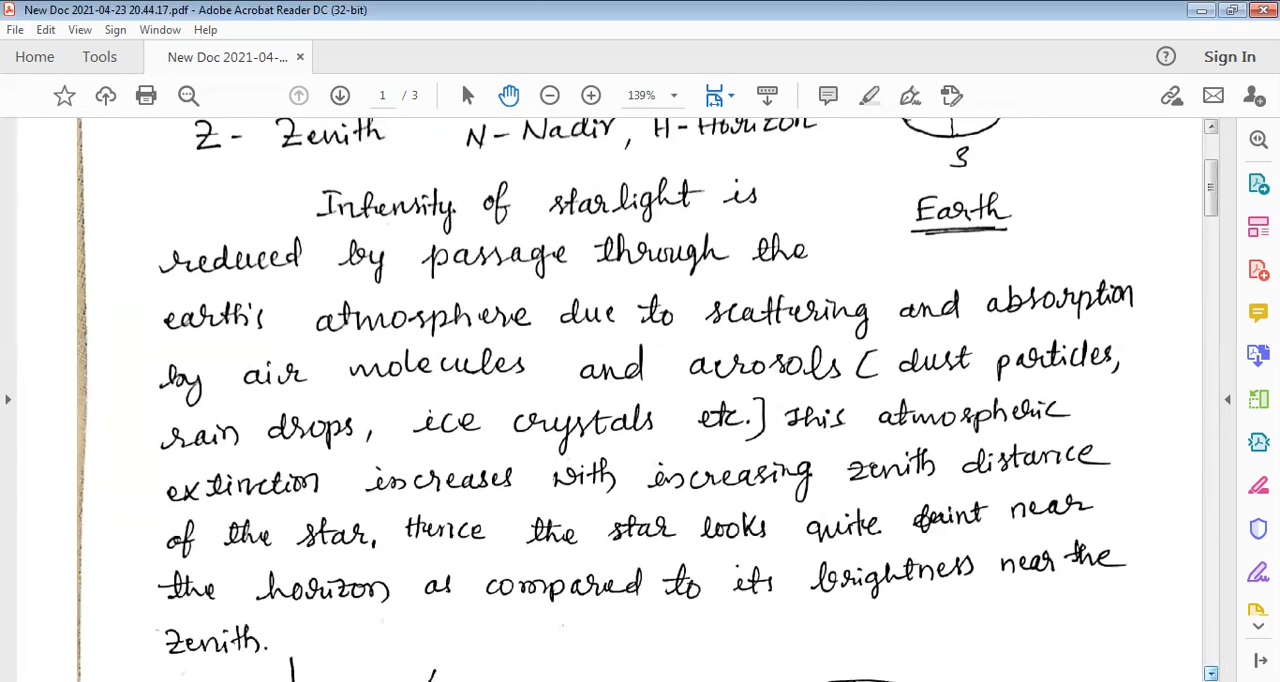 New Doc 2021-04-23 20.44.17.pdf - Adobe Acrobat Reader DC (32-bit)
File Edit View Sign Window Help
Home Tools New Doc 2021-04-... × Sign In
1 / 3 139%
Z - Zenith N - Nadir, H - Horizon
S
Intensity of starlight is
Earth
reduced by passage through the
earth's atmosphere due to scattering and absorption
by air molecules and aerosols ( dust particles,
rain drops, ice crystals etc.] This atmospheric
extinction increases with increasing zenith distance
of the star. Hence the star looks quite faint near
the horizon as compared to its brightness near the
Zenith.